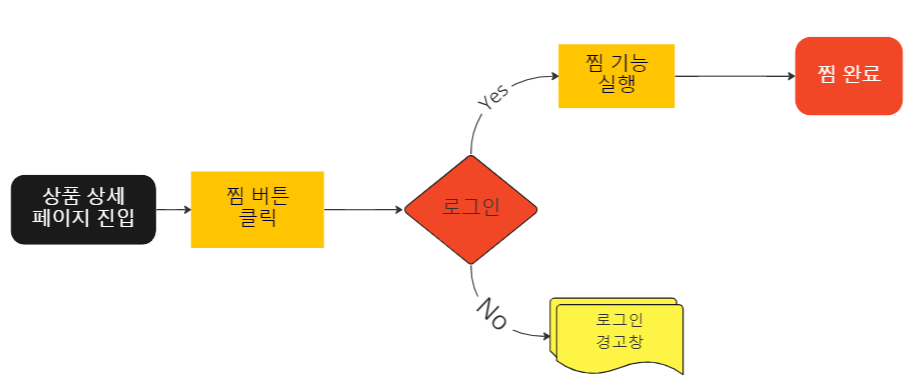 상품 상세
페이지 진입
찜 버튼
클릭
로그인
Yes
찜 기능
실행
찜 완료
No
로그인
경고창